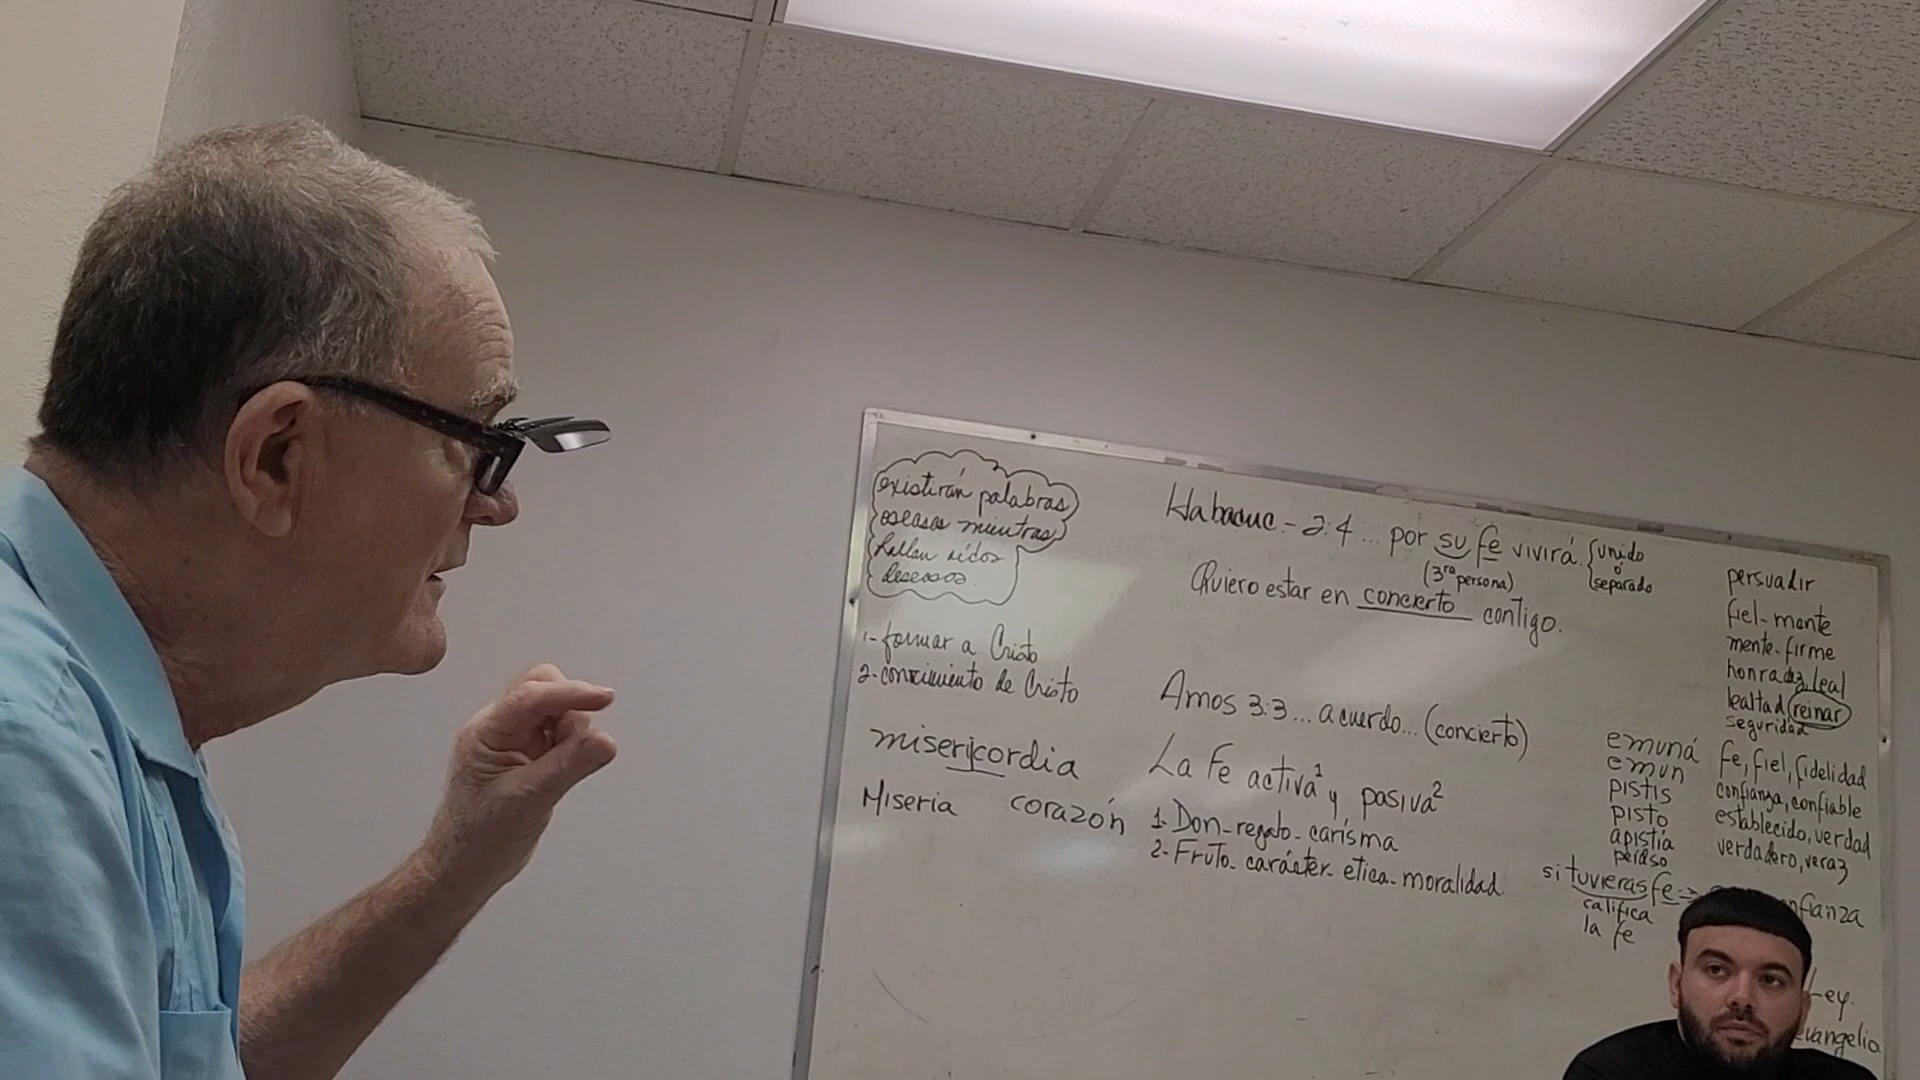 existirán palabras
oseasas mientras
hallan oídos
deseosos.
1- formar a Cristo
2- conocimiento de Cristo
misericordia
Miseria corazón
Habacuc - 2:4 ... por su fe vivirá. {unido
o
separado
(3ra persona)
Quiero estar en concierto contigo.
Amos 3:3 ... acuerdo... (concierto)
La Fe activa¹ y pasiva²
1- Don - regalo - carisma
2- Fruto - carácter - etica - moralidad
persuadir
fiel - mente
mente - firme
honradez, leal
lealtad reinar
seguridad
emuná fe, fiel, fidelidad
emun
pistis confianza, confiable
pisto establecido, verdad
apistia verdadero, veraz
si tuvieras fe =>
califica
la fe
nfianza
Ley.
evangelio